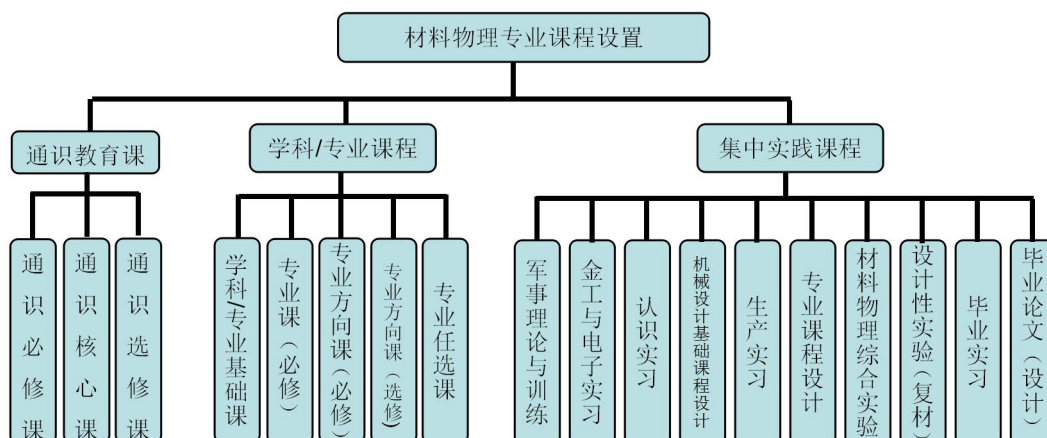 材料物理专业课程设置
通识教育课
学科/专业课程
集中实践课程
通识必修课
通识核心课
通识选修课
学科/专业基础课
专业课（必修）
专业方向课（必修）
专业方向课（选修）
专业任选课
军事理论与训练
金工与电子实习
认识实习
机械设计基础课程设计
生产实习
专业课程设计
材料物理综合实验
设计性实验（复材）
毕业实习
毕业论文（设计）